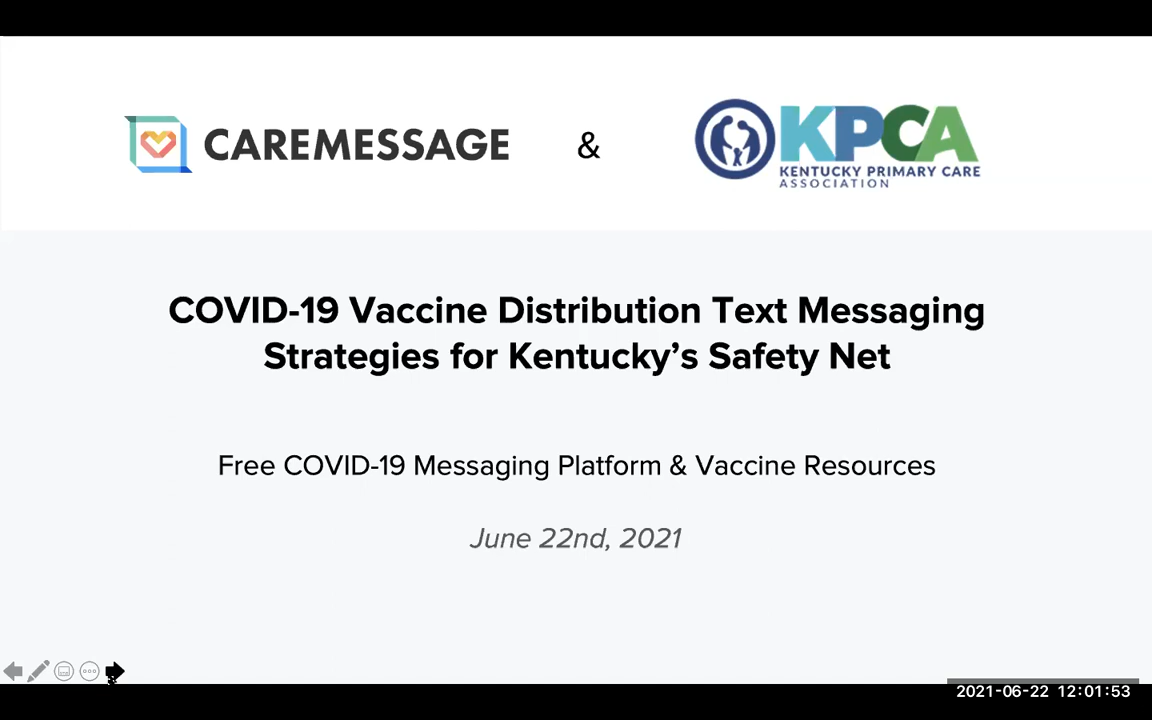 CAREMESSAGE & KPCA
KENTUCKY PRIMARY CARE
ASSOCIATION
COVID-19 Vaccine Distribution Text Messaging
Strategies for Kentucky’s Safety Net
Free COVID-19 Messaging Platform & Vaccine Resources
June 22nd, 2021
2021-06-22 12:01:53